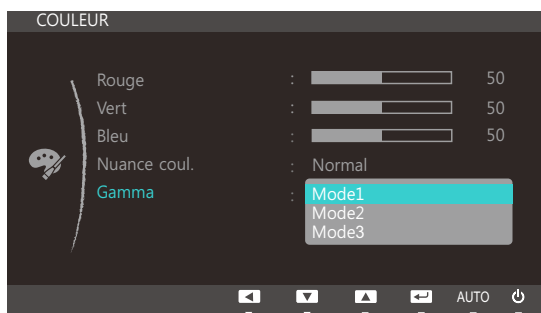 COULEUR
Rouge : 50
Vert : 50
Bleu : 50
Nuance coul. : Normal
Gamma : Mode1
Mode2
Mode3
AUTO